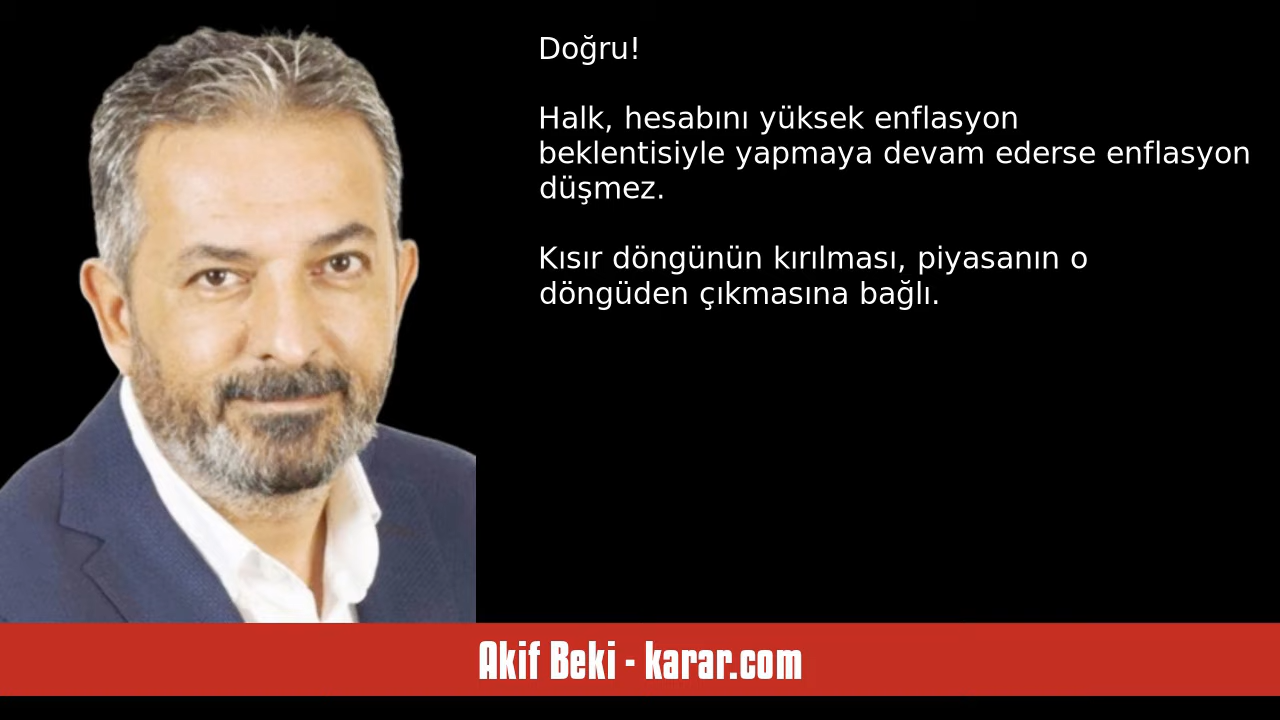 Doğru!
Halk, hesabını yüksek enflasyon
beklentisiyle yapmaya devam ederse enflasyon
düşmez.
Kısır döngünün kırılması, piyasanın o
döngüden çıkmasına bağlı.
Akif Beki - karar.com